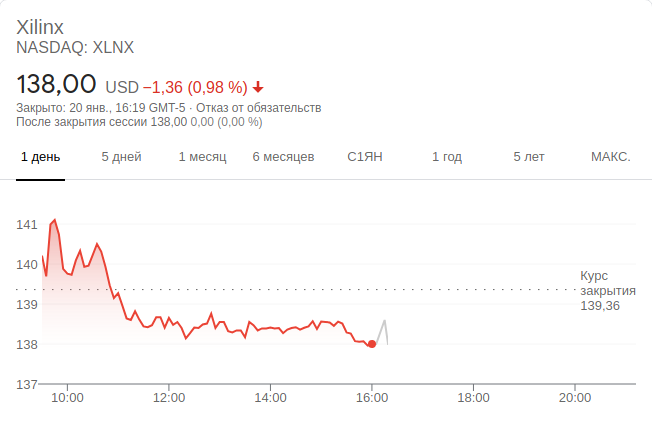 Xilinx
NASDAQ: XLNX
138,00 USD −1,36 (0,98 %)
Закрыто: 20 янв., 16:19 GMT-5 · Отказ от обязательств
После закрытия сессии 138,00 0,00 (0,00 %)
1 день 5 дней 1 месяц 6 месяцев С1ЯН 1 год 5 лет МАКС.
141
140
Курс
закрытия
139,36
139
138
137
10:00 12:00 14:00 16:00 18:00 20:00